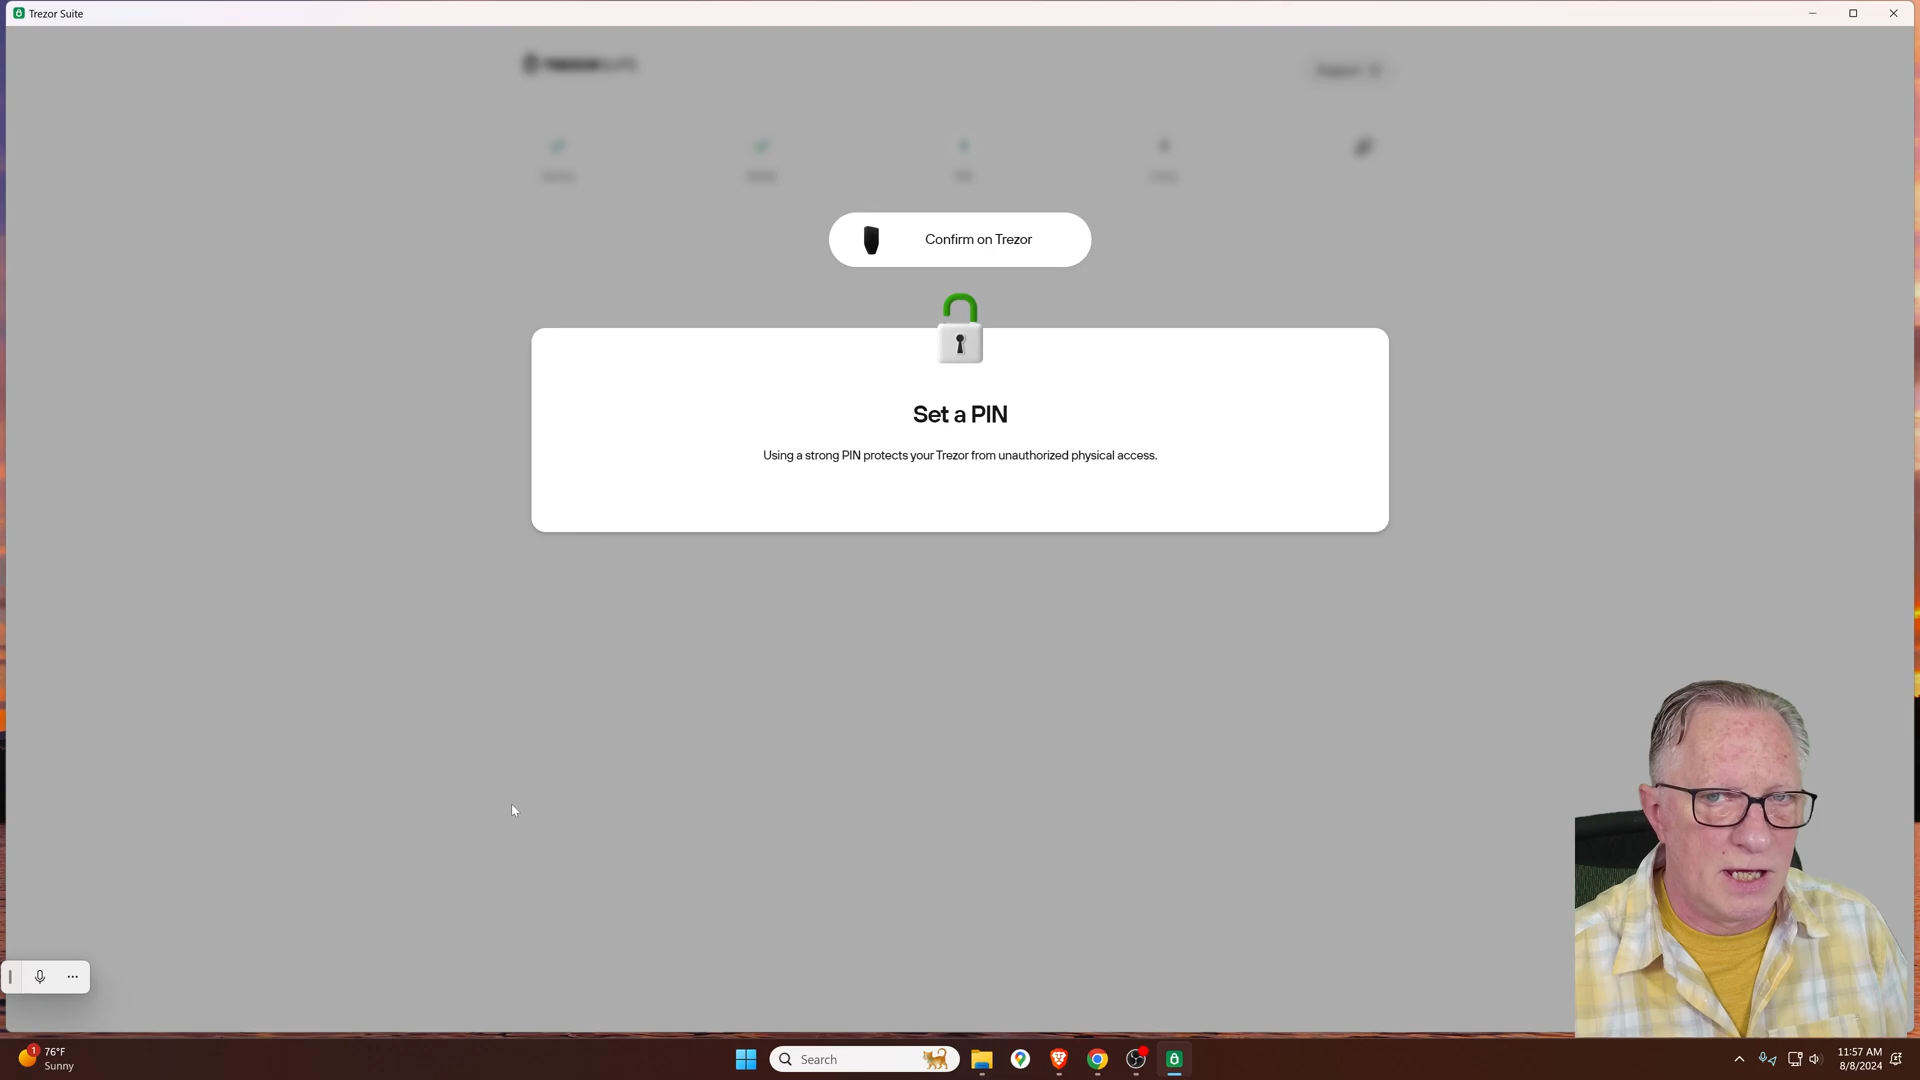 Trezor Suite
Confirm on Trezor
Set a PIN
Using a strong PIN protects your Trezor from unauthorized physical access.
1
76°F
Sunny
Search
11:57 AM
8/8/2024